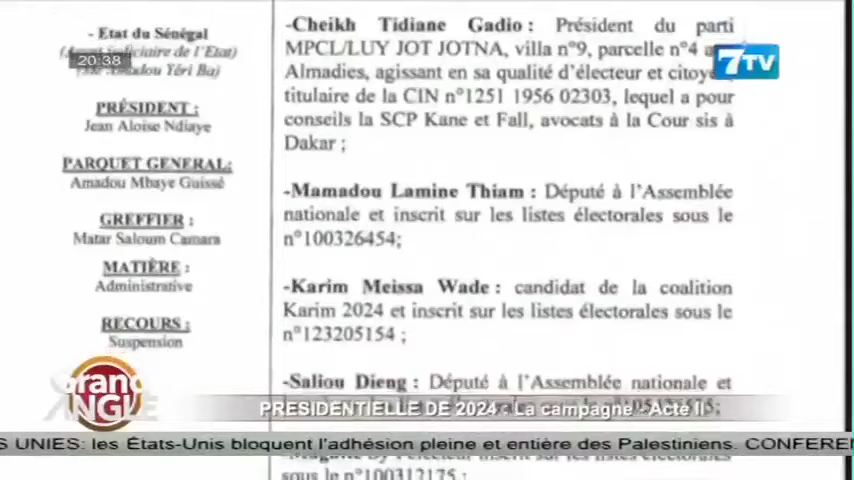 - Etat du Sénégal
(Agent Judiciaire de l'Etat)
20:38
PRÉSIDENT :
Jean Aloise Ndiaye
PARQUET GENERAL:
Amadou Mbaye Guissé
GREFFIER :
Matar Saloum Camara
MATIÈRE :
Administrative
RECOURS :
Suspension
-Cheikh Tidiane Gadio : Président du parti
MPCL/LUY JOT JOTNA, villa n°9, parcelle n°4
Almadies, agissant en sa qualité d'électeur et
titulaire de la CIN n°1251 1956 02303, lequel a pour
conseils la SCP Kane et Fall, avocats à la Cour sis à
Dakar ;
-Mamadou Lamine Thiam : Député à l'Assemblée
nationale et inscrit sur les listes électorales sous le
n°100326454;
-Karim Meissa Wade : candidat de la coalition
Karim 2024 et inscrit sur les listes électorales sous le
n°123205154 ;
-Saliou Dieng : Député à l'Assemblée nationale et
sous le n°100312175 ;
7TV
Grand
ANGLE
PRESIDENTIELLE DE 2024 : La campagne "Acte II"
S UNIES: les États-Unis bloquent l'adhésion pleine et entière des Palestiniens. CONFEREN